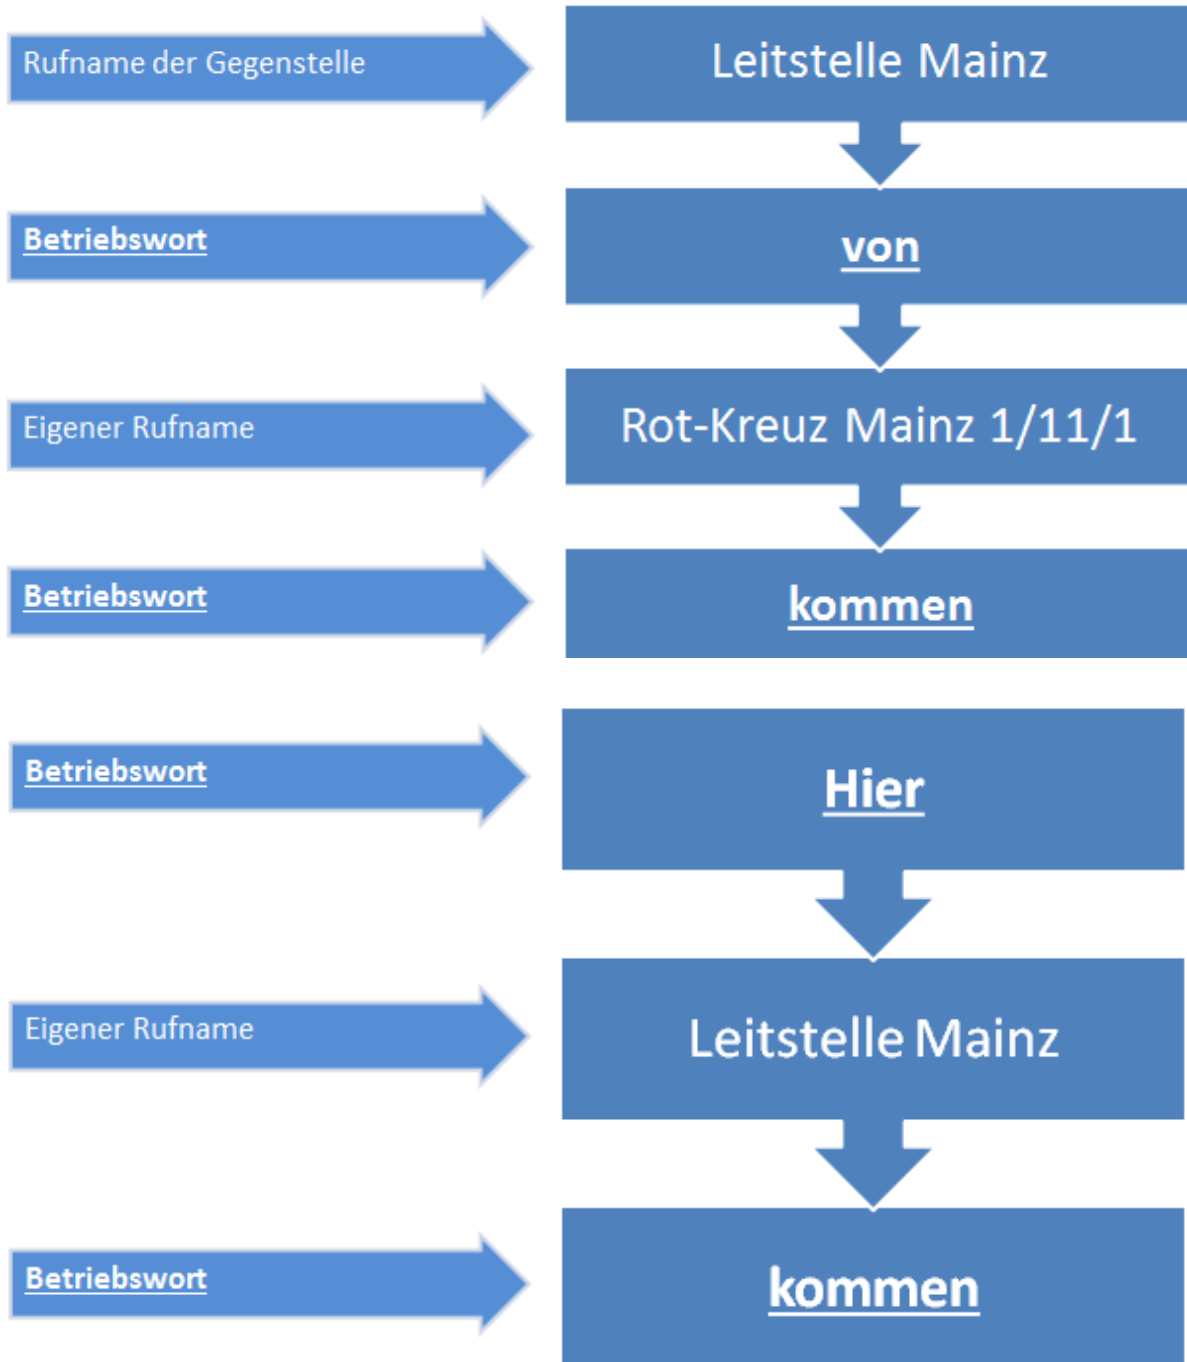 Rufname der Gegenstelle
Leitstelle Mainz
Betriebswort
von
Eigener Rufname
Rot-Kreuz Mainz 1/11/1
Betriebswort
kommen
Betriebswort
Hier
Eigener Rufname
Leitstelle Mainz
Betriebswort
kommen